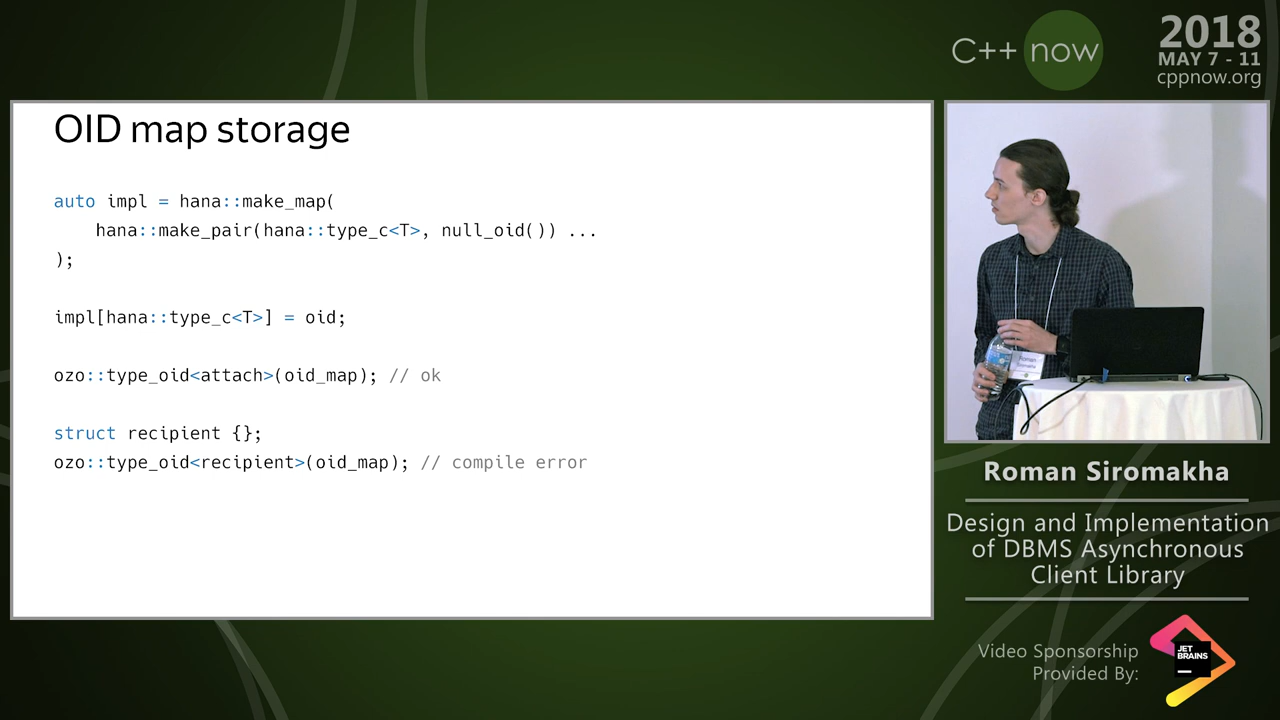 C++ now
2018
MAY 7 - 11
cppnow.org
OID map storage
auto impl = hana::make_map(
hana::make_pair(hana::type_c<T>, null_oid()) ...
);
impl[hana::type_c<T>] = oid;
ozo::type_oid<attach>(oid_map); // ok
struct recipient {};
ozo::type_oid<recipient>(oid_map); // compile error
Roman Siromakha
Design and Implementation
of DBMS Asynchronous
Client Library
Video Sponsorship
Provided By:
JET
BRAINS